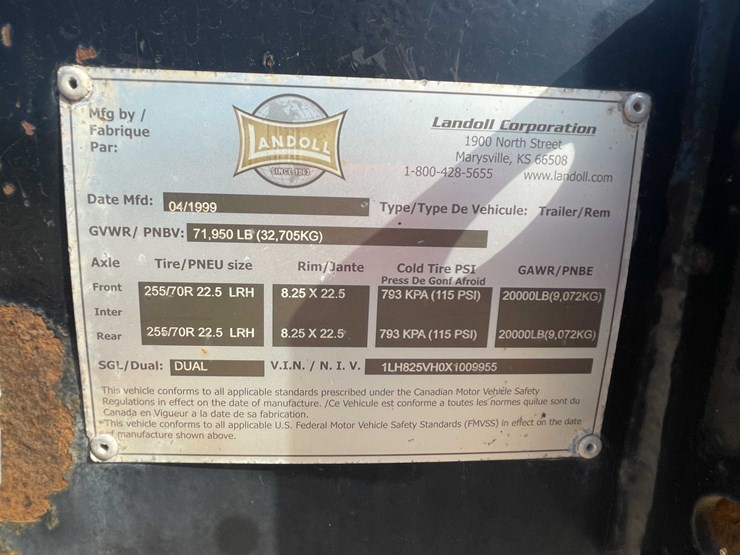 Mfg by /
Fabrique
Par:
LANDOLL
SINCE 1963
Landoll Corporation
1900 North Street
Marysville, KS 66508
1-800-428-5655 www.landoll.com
Date Mfd: 04/1999 Type/Type De Vehicule: Trailer/Rem
GVWR/ PNBV: 71,950 LB (32,705KG)
Axle Tire/PNEU size Rim/Jante Cold Tire PSI GAWR/PNBE
Press De Gonf Afroid
Front 255/70R 22.5 LRH 8.25 X 22.5 793 KPA (115 PSI) 20000LB(9,072KG)
Inter
Rear 255/70R 22.5 LRH 8.25 X 22.5 793 KPA (115 PSI) 20000LB(9,072KG)
SGL/Dual: DUAL V.I.N. / N. I. V. 1LH825VH0X1009955
This vehicle conforms to all applicable standards prescribed under the Canadian Motor Vehicle Safety
Regulations in effect on the date of manufacture. /Ce Vehicule est conforme a toutes les normes quilue sont du
Canada en Vigueur a la date de sa fabrication.
This vehicle conforms to all applicable U.S. Federal Motor Vehicle Safety Standards (FMVSS) in effect on the date
of manufacture shown above.